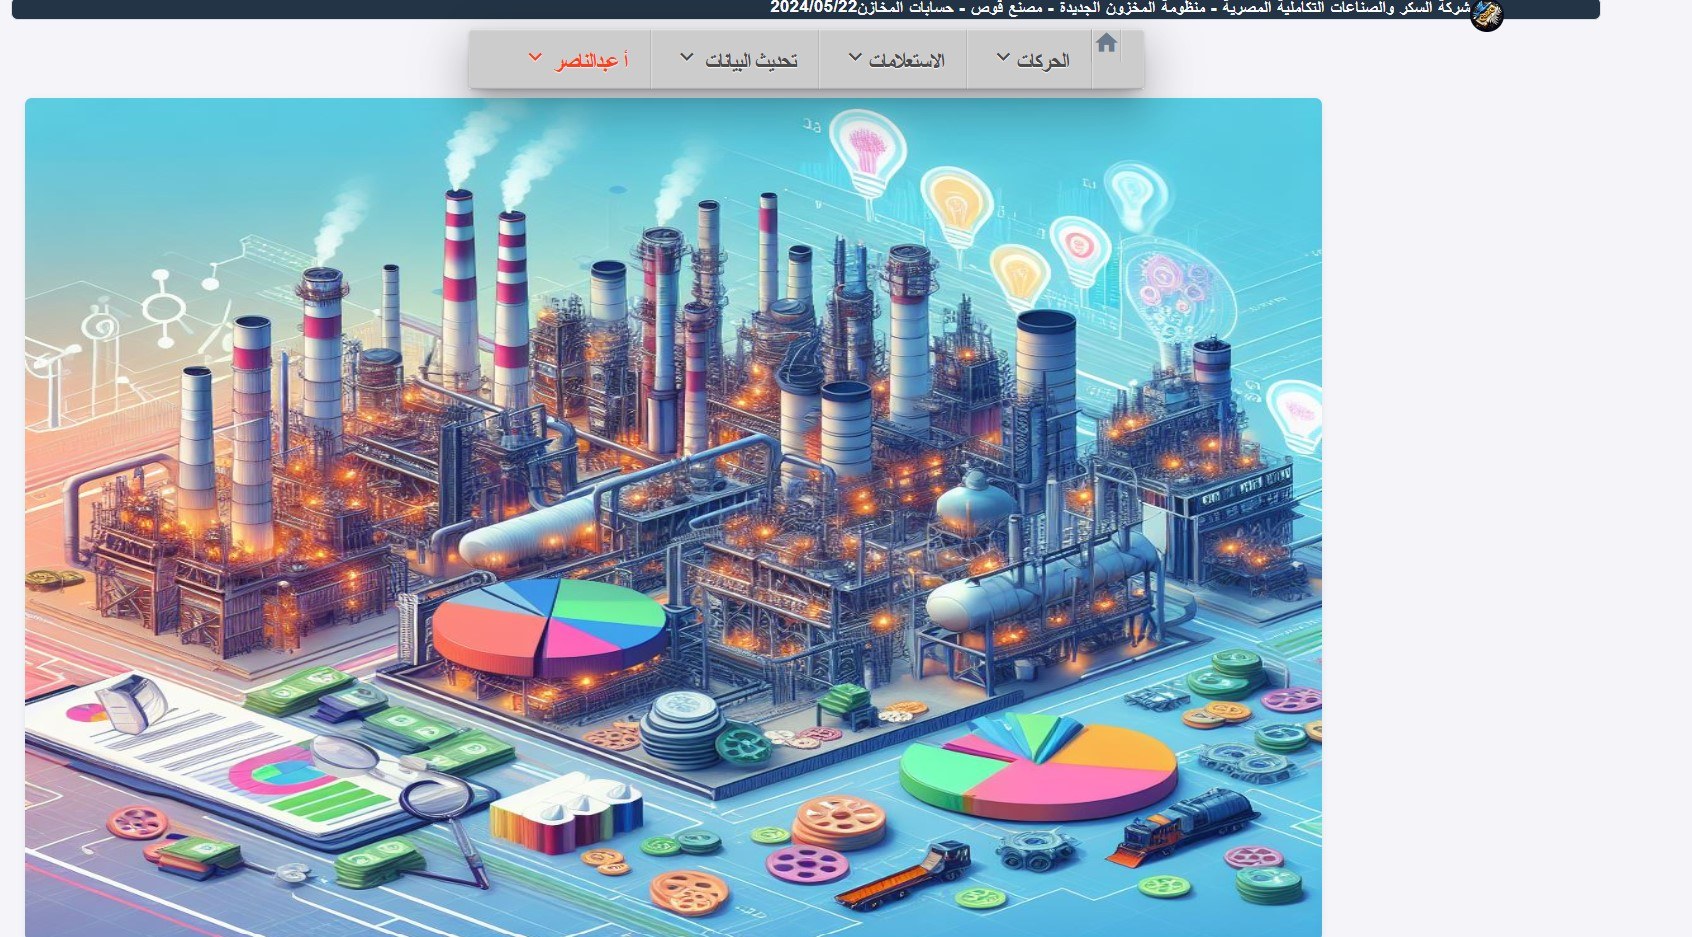 شركة السكر والصناعات التكاملية المصرية - منظومة المخزون الجديدة - مصنع قوص - حسابات المخازن2024/05/22
الحركات
الاستعلامات
تحديث البيانات
أ عبدالناصر